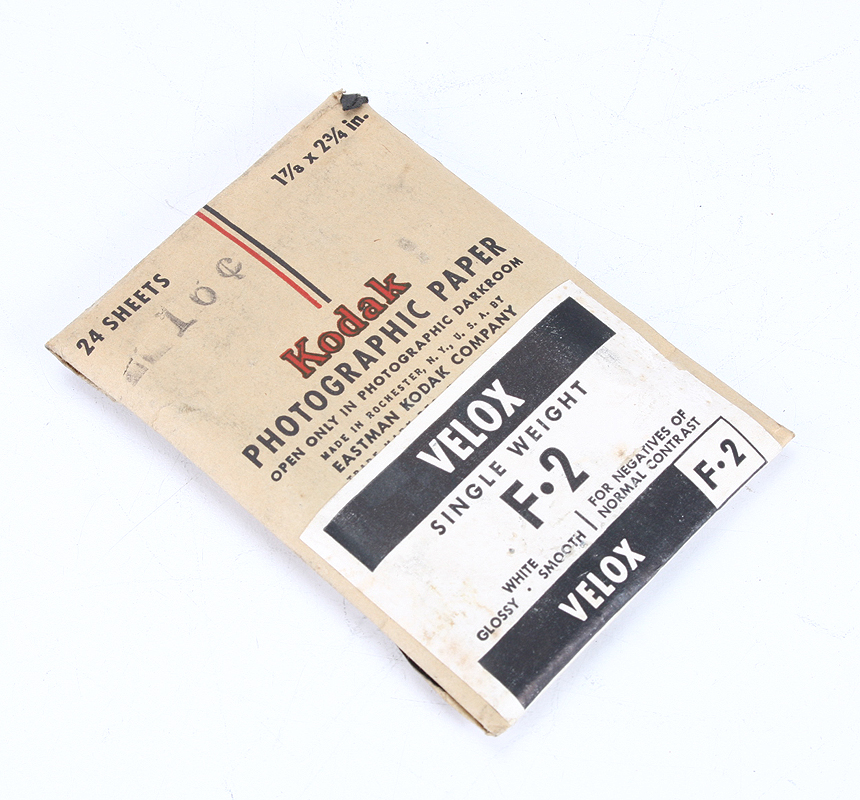 24 SHEETS
1⅞ x 2¾ in.
16¢
Kodak
PHOTOGRAPHIC PAPER
OPEN ONLY IN PHOTOGRAPHIC DARKROOM
MADE IN ROCHESTER, N. Y., U. S. A. BY
EASTMAN KODAK COMPANY
VELOX
SINGLE WEIGHT
F•2
WHITE
GLOSSY • SMOOTH
FOR NEGATIVES OF
NORMAL CONTRAST
VELOX
F•2